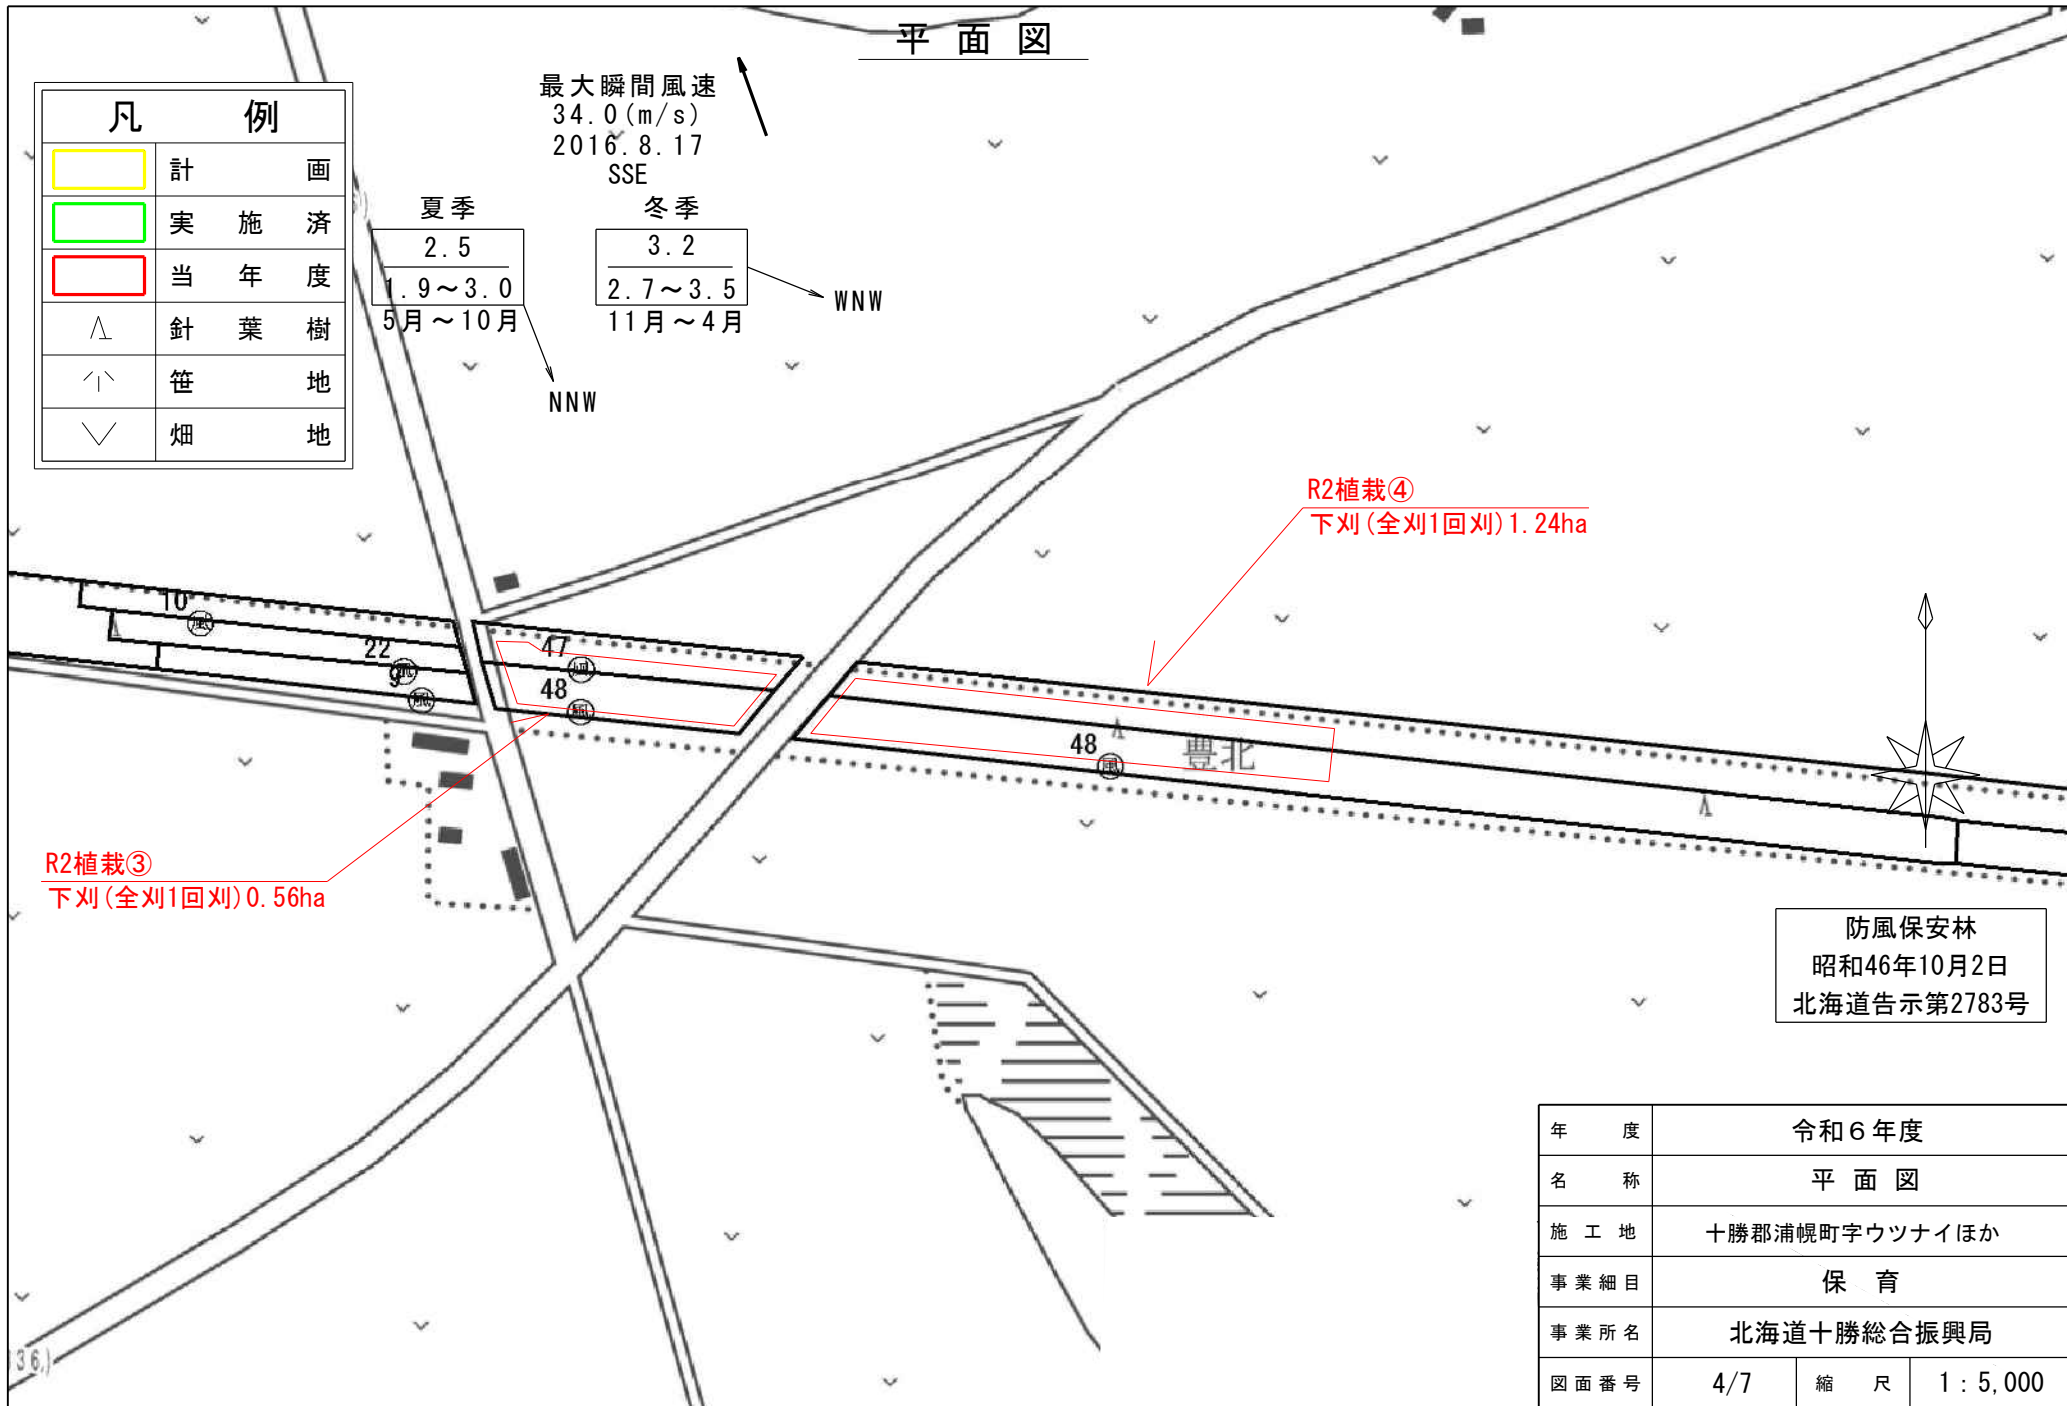 平面図
凡例
計画
実施済
当年度
針葉樹
笹地
畑地
最大瞬間風速
34.0(m/s)
2016.8.17
SSE
夏季
2.5
1.9～3.0
5月～10月
NNW
冬季
3.2
2.7～3.5
11月～4月
WNW
R2植栽④
下刈(全刈1回刈)1.24ha
10
風
22
風
9
風
47
風
48
風
48
風
豊北
R2植栽③
下刈(全刈1回刈)0.56ha
防風保安林
昭和46年10月2日
北海道告示第2783号
年度 令和６年度
名称 平面図
施工地 十勝郡浦幌町字ウツナイほか
事業細目 保育
事業所名 北海道十勝総合振興局
図面番号 4/7 縮尺 1：5,000
36.)